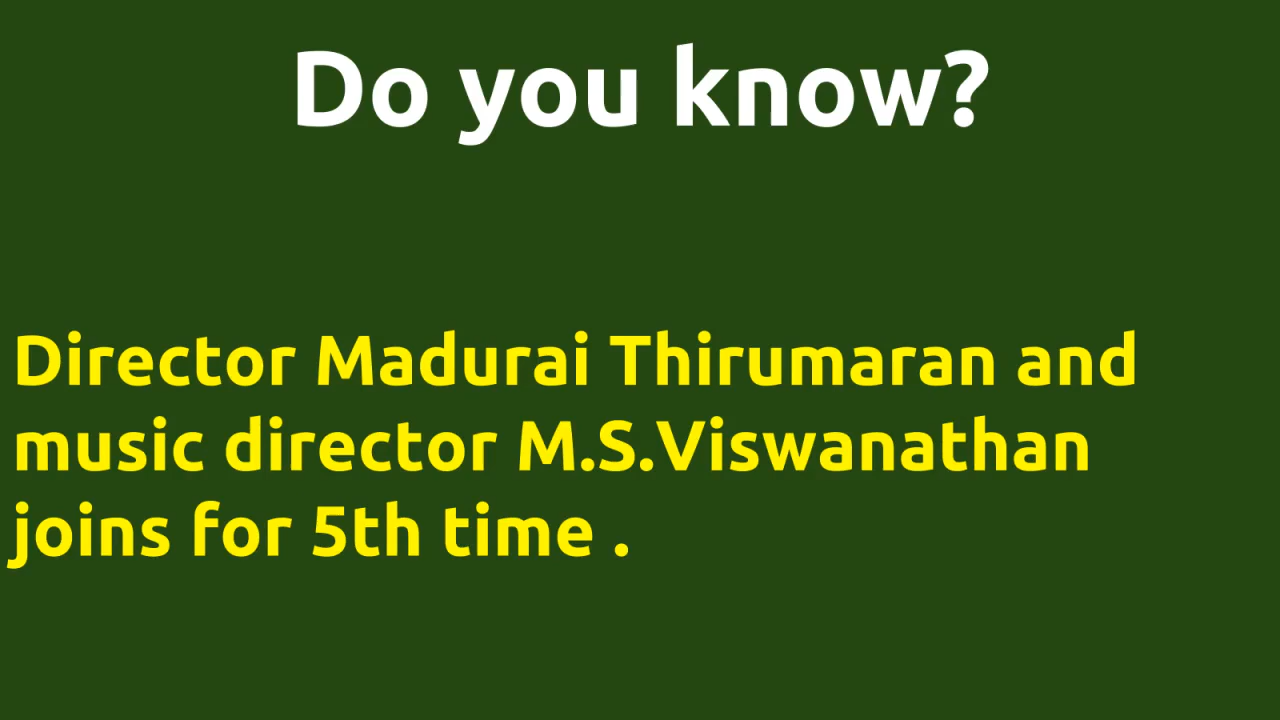 Do you know?
Director Madurai Thirumaran and
music director M.S.Viswanathan
joins for 5th time .